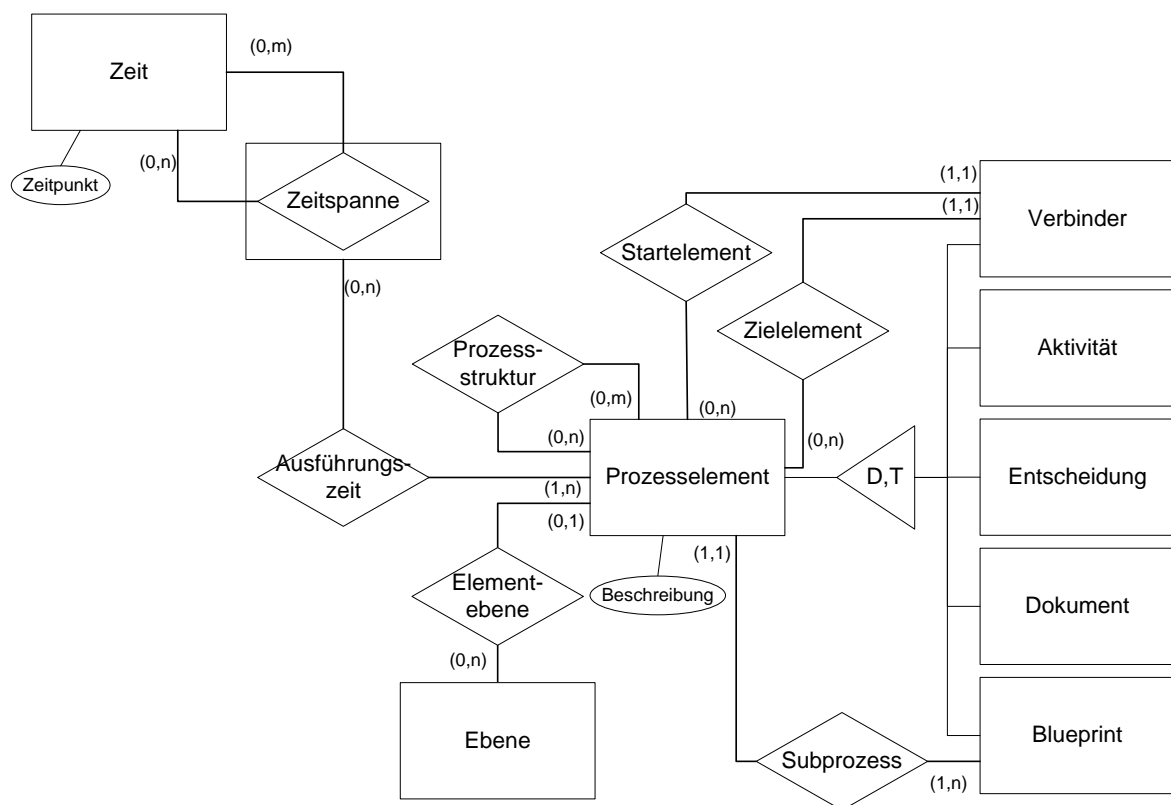 (0,m)
Zeit
(0,n)
Zeitpunkt
Zeitspanne
(1,1)
(1,1)
Verbinder
Startelement
(0,n)
Zielelement
Aktivität
Prozess-
struktur
(0,m)
(0,n)
(0,n)
(0,n)
Ausführungs-
zeit
Prozesselement
D,T
Entscheidung
(1,n)
(0,1)
(1,1)
Element-
ebene
Beschreibung
Dokument
(0,n)
Ebene
Subprozess
Blueprint
(1,n)